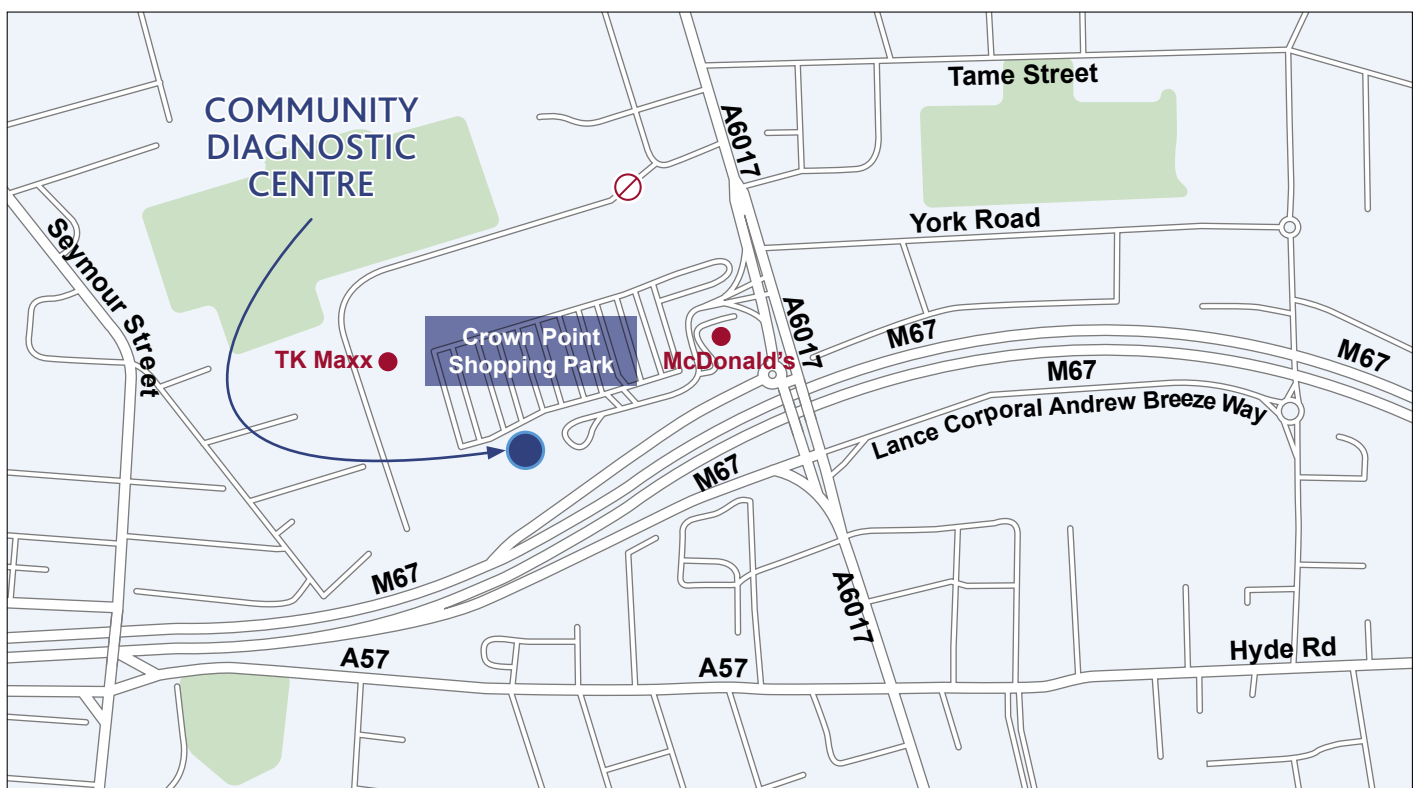 Tame Street
COMMUNITY
DIAGNOSTIC
CENTRE
A6017
York Road
Seymour Street
A6017
Crown Point
Shopping Park
TK Maxx
McDonald's
M67
M67
M67
Lance Corporal Andrew Breeze Way
M67
M67
A6017
A57
A57
Hyde Rd